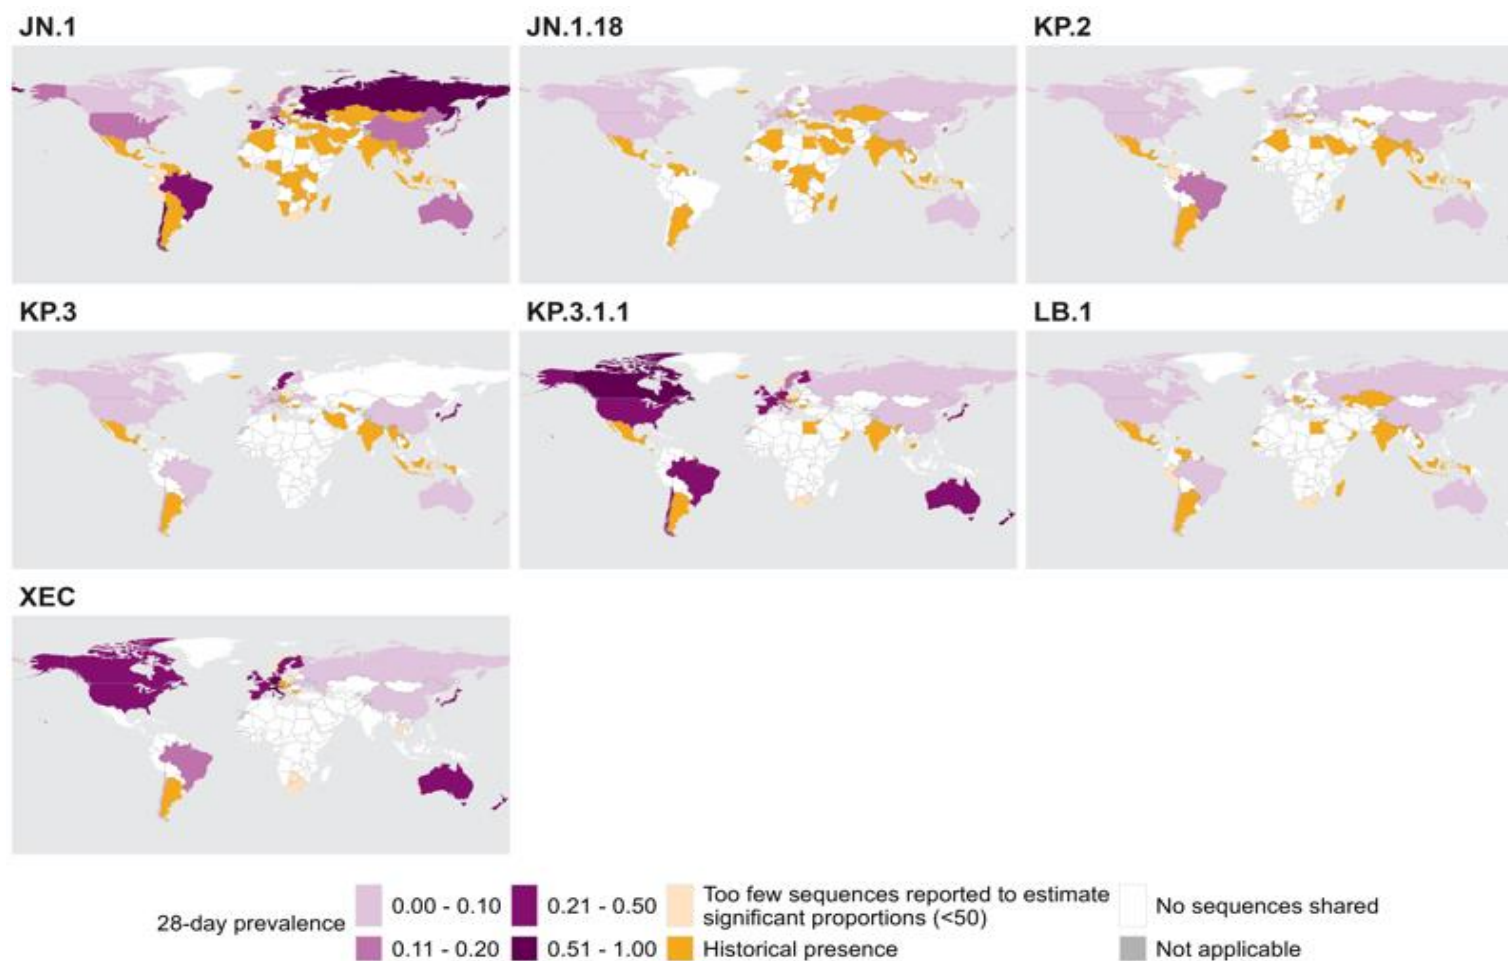 JN.1
JN.1.18
KP.2
KP.3
KP.3.1.1
LB.1
XEC
28-day prevalence
0.00 - 0.10
0.11 - 0.20
0.21 - 0.50
0.51 - 1.00
Too few sequences reported to estimate
significant proportions (<50)
Historical presence
No sequences shared
Not applicable